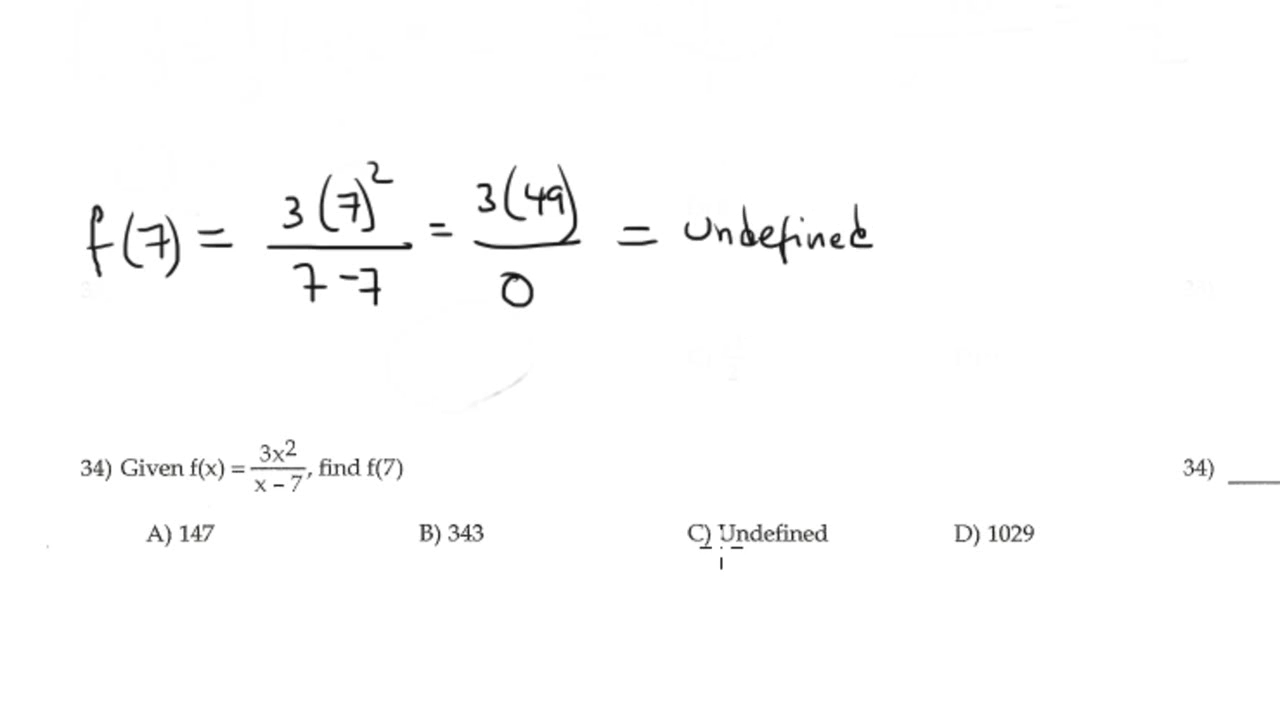 f(7) = 3(7)² / 7-7 = 3(49) / 0 = undefined
34) Given f(x) = 3x² / x − 7, find f(7) 34) ____
A) 147 B) 343 C) Undefined D) 1029